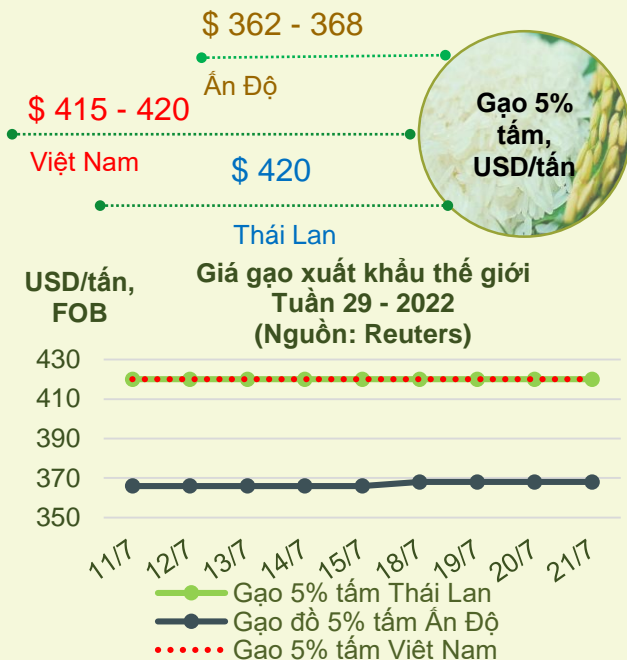 $ 362 - 368
Ấn Độ
$ 415 - 420
Việt Nam
$ 420
Thái Lan
Gạo 5%
tấm,
USD/tấn
USD/tấn,
FOB
Giá gạo xuất khẩu thế giới
Tuần 29 - 2022
(Nguồn: Reuters)
430
410
390
370
350
11/7 12/7 13/7 14/7 15/7 18/7 19/7 20/7 21/7
Gạo 5% tấm Thái Lan
Gạo đồ 5% tấm Ấn Độ
Gạo 5% tấm Việt Nam